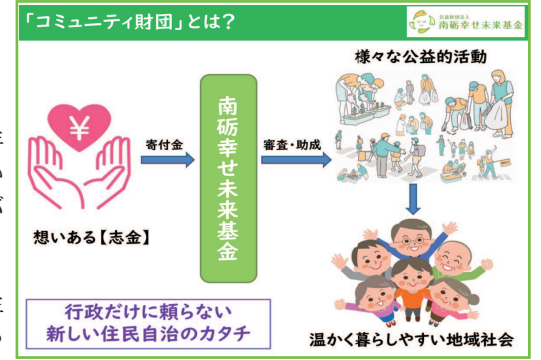 「コミュニティ財団」とは?
公益財団法人
南砺幸せ未来基金
様々な公益的活動
¥
寄付金
南砺幸せ未来基金
審査・助成
想いある【志金】
行政だけに頼らない
新しい住民自治のカタチ
温かく暮らしやすい地域社会